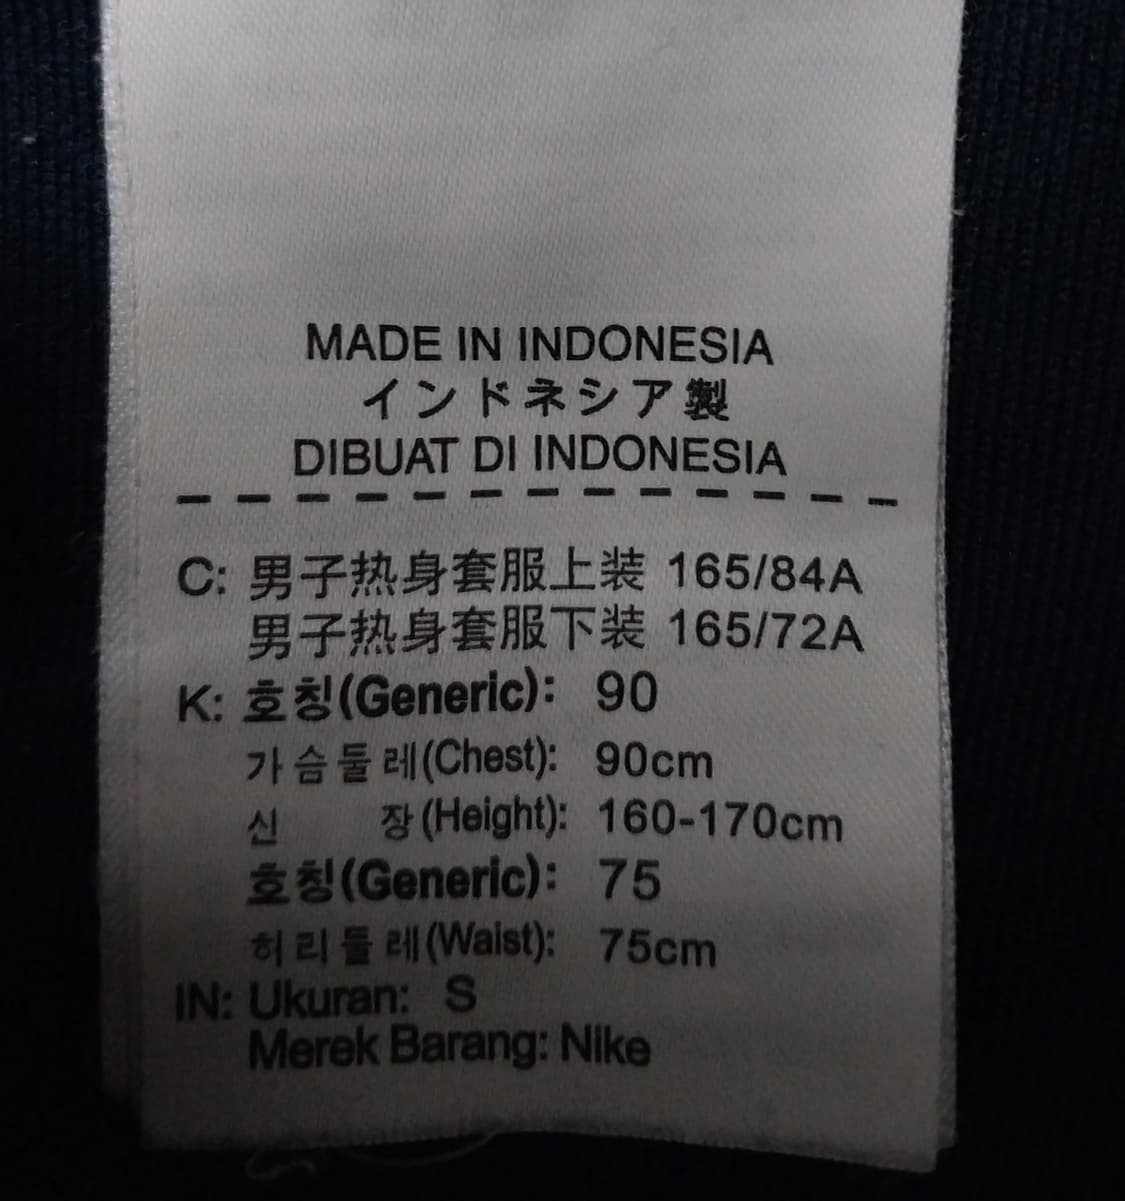 MADE IN INDONESIA
インドネシア製
DIBUAT DI INDONESIA
C: 男子热身套服上装 165/84A
男子热身套服下装 165/72A
K: 호칭(Generic): 90
가슴둘레(Chest): 90cm
신 장(Height): 160-170cm
호칭(Generic): 75
허리둘레(Waist): 75cm
IN: Ukuran: S
Merek Barang: Nike